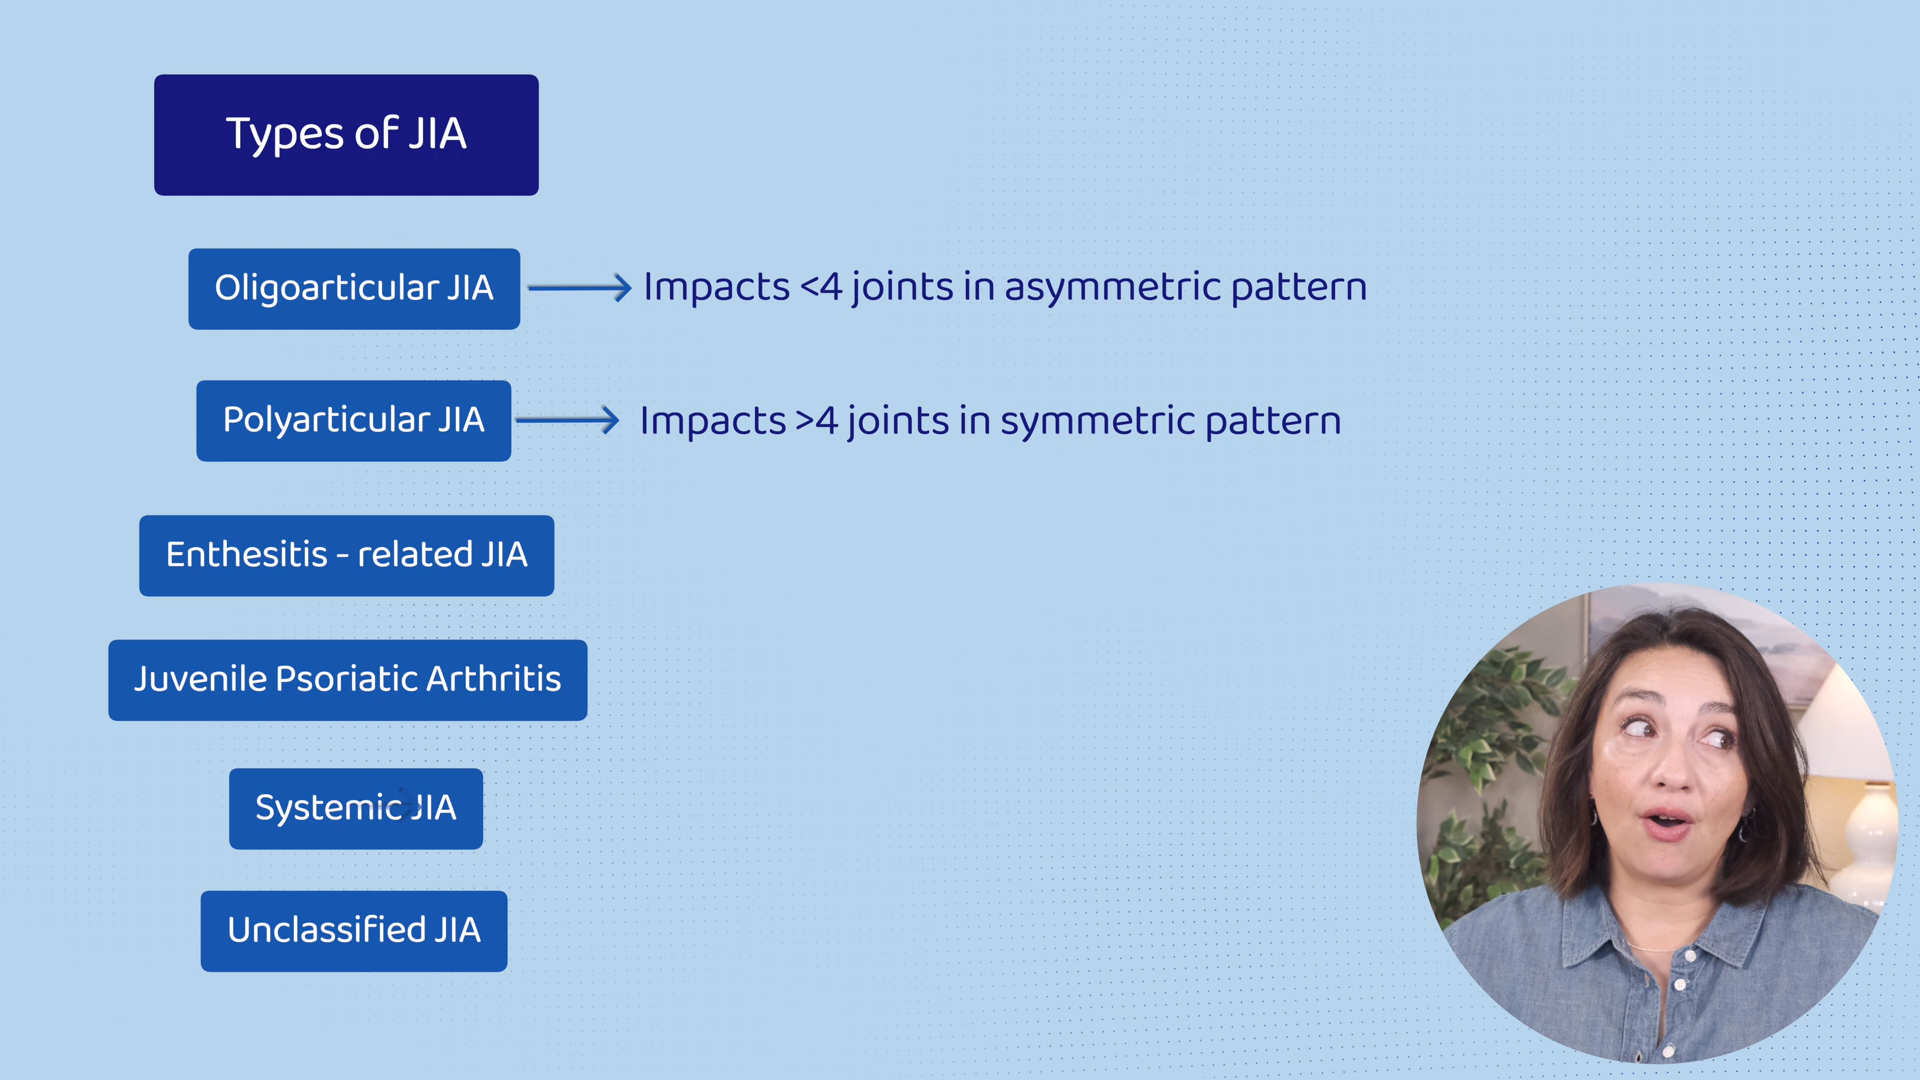 Types of JIA
Oligoarticular JIA
Impacts <4 joints in asymmetric pattern
Polyarticular JIA
Impacts >4 joints in symmetric pattern
Enthesitis - related JIA
Juvenile Psoriatic Arthritis
Systemic JIA
Unclassified JIA